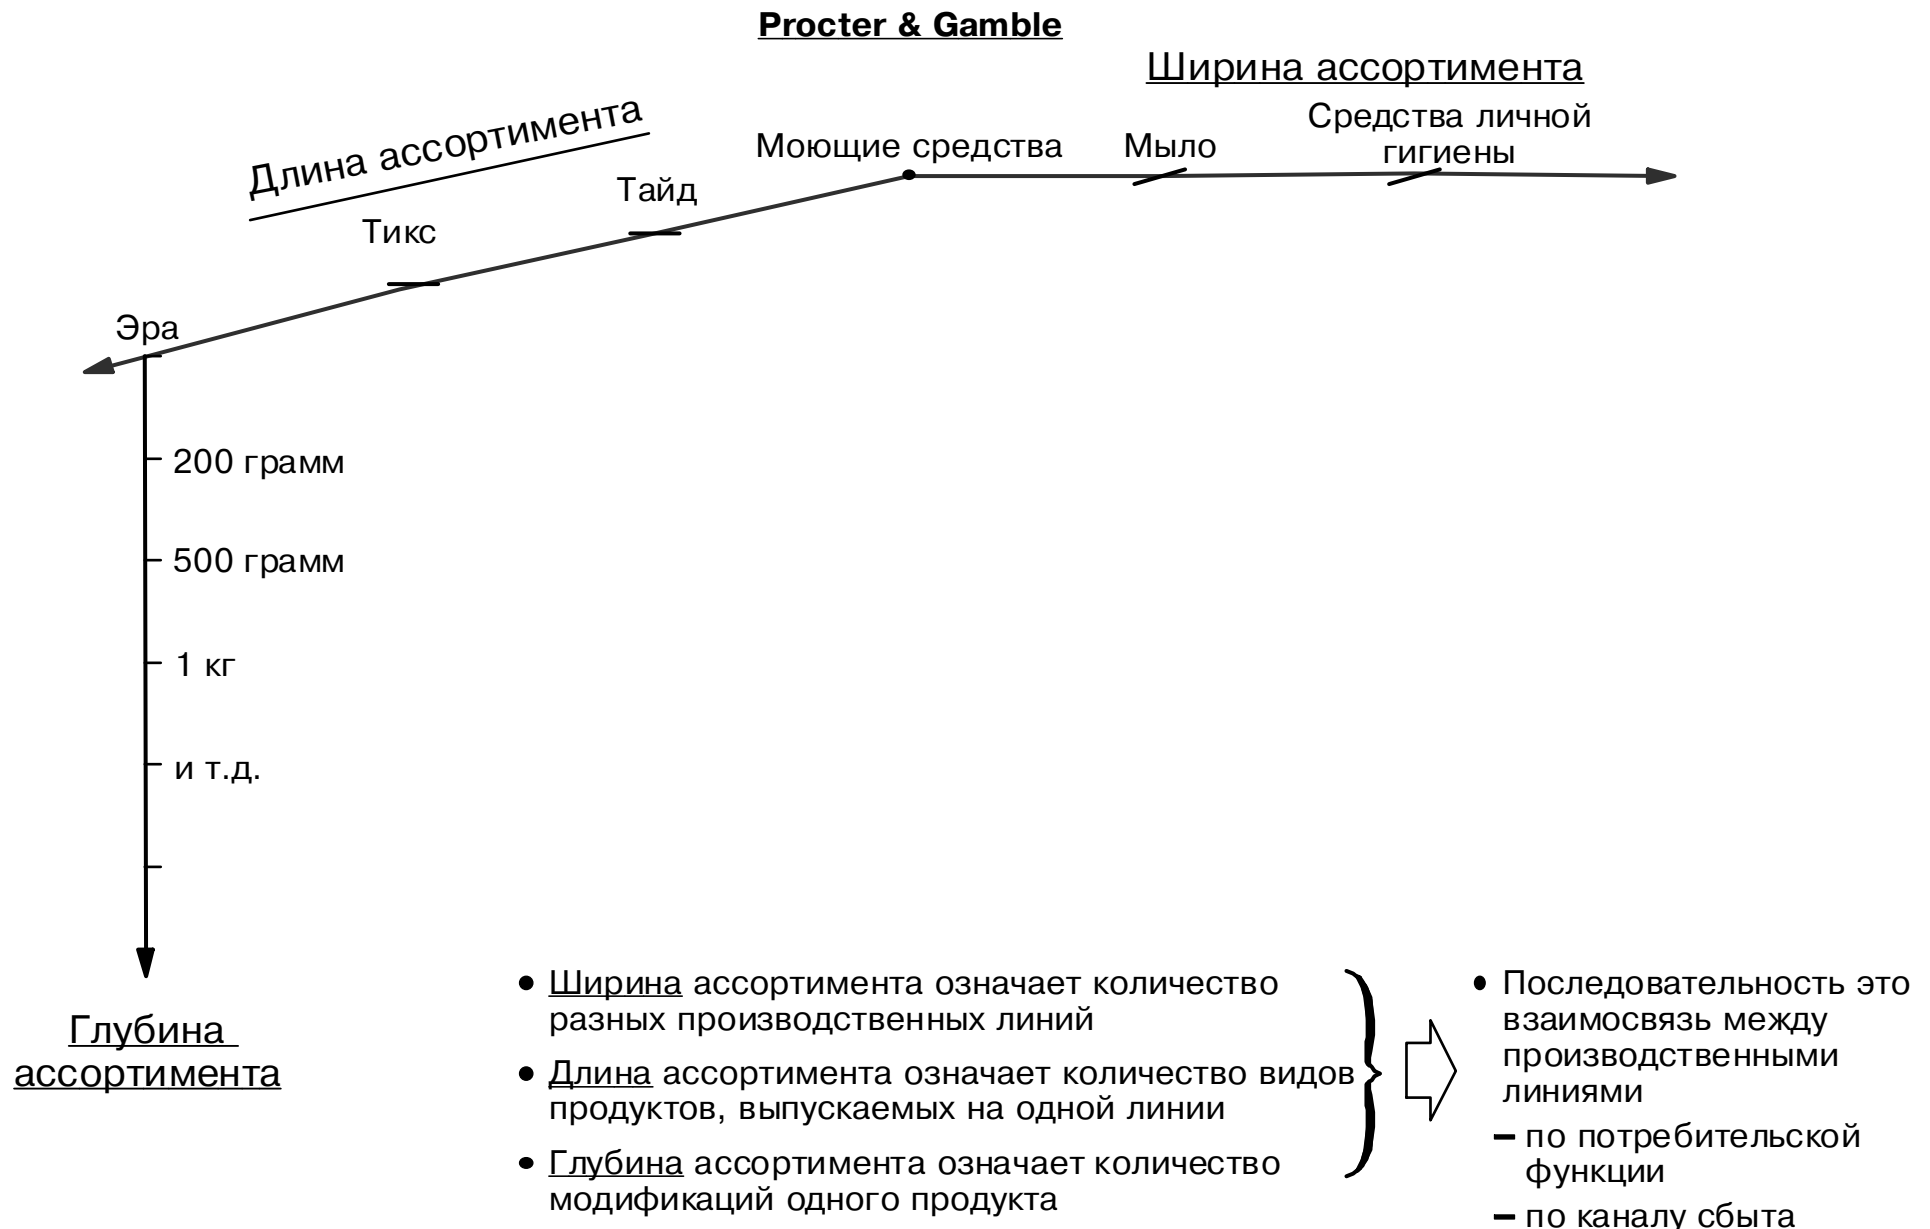 Procter & Gamble
Ширина ассортимента
Длина ассортимента
Средства личной
гигиены
Моющие средства
Мыло
Тайд
Тикс
Эра
200 грамм
500 грамм
1 кг
и т.д.
Глубина
ассортимента
• Ширина ассортимента означает количество
разных производственных линий
• Длина ассортимента означает количество видов
продуктов, выпускаемых на одной линии
• Глубина ассортимента означает количество
модификаций одного продукта
• Последовательность это
взаимосвязь между
производственными
линиями
– по потребительской
функции
– по каналу сбыта